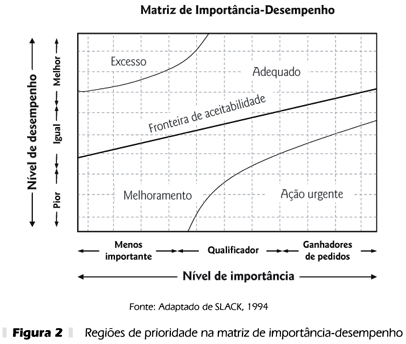 Matriz de Importância-Desempenho
Nível de desempenho
Melhor
Igual
Pior
Excesso
Adequado
Fronteira de aceitabilidade
Melhoramento
Ação urgente
Menos
importante
Qualificador
Ganhadores
de pedidos
Nível de importância
Fonte: Adaptado de SLACK, 1994
Figura 2 Regiões de prioridade na matriz de importância-desempenho